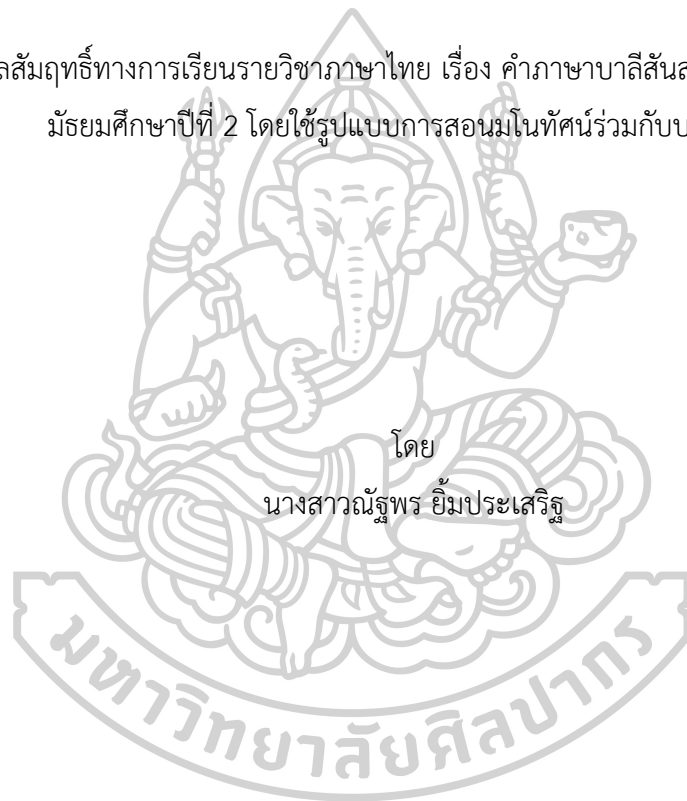 ลสัมฤทธิ์ทางการเรียนรายวิชาภาษาไทย เรื่อง คำภาษาบาลีสันส
มัธยมศึกษาปีที่ 2 โดยใช้รูปแบบการสอนมโนทัศน์ร่วมกับบ
โดย
นางสาวณัฐพร ยิ้มประเสริฐ
มหาวิทยาลัยศิลปากร